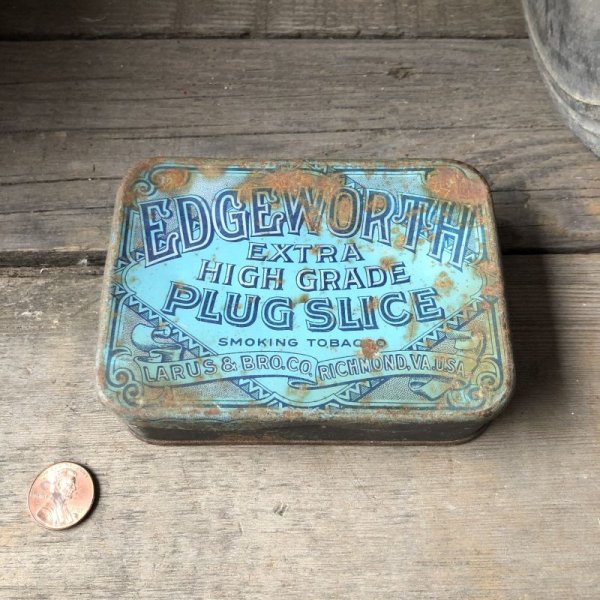 EDGEWORTH
EXTRA
HIGH GRADE
PLUG SLICE
SMOKING TOBACCO
LARUS & BRO.CO. RICHMOND, VA. U.S.A.